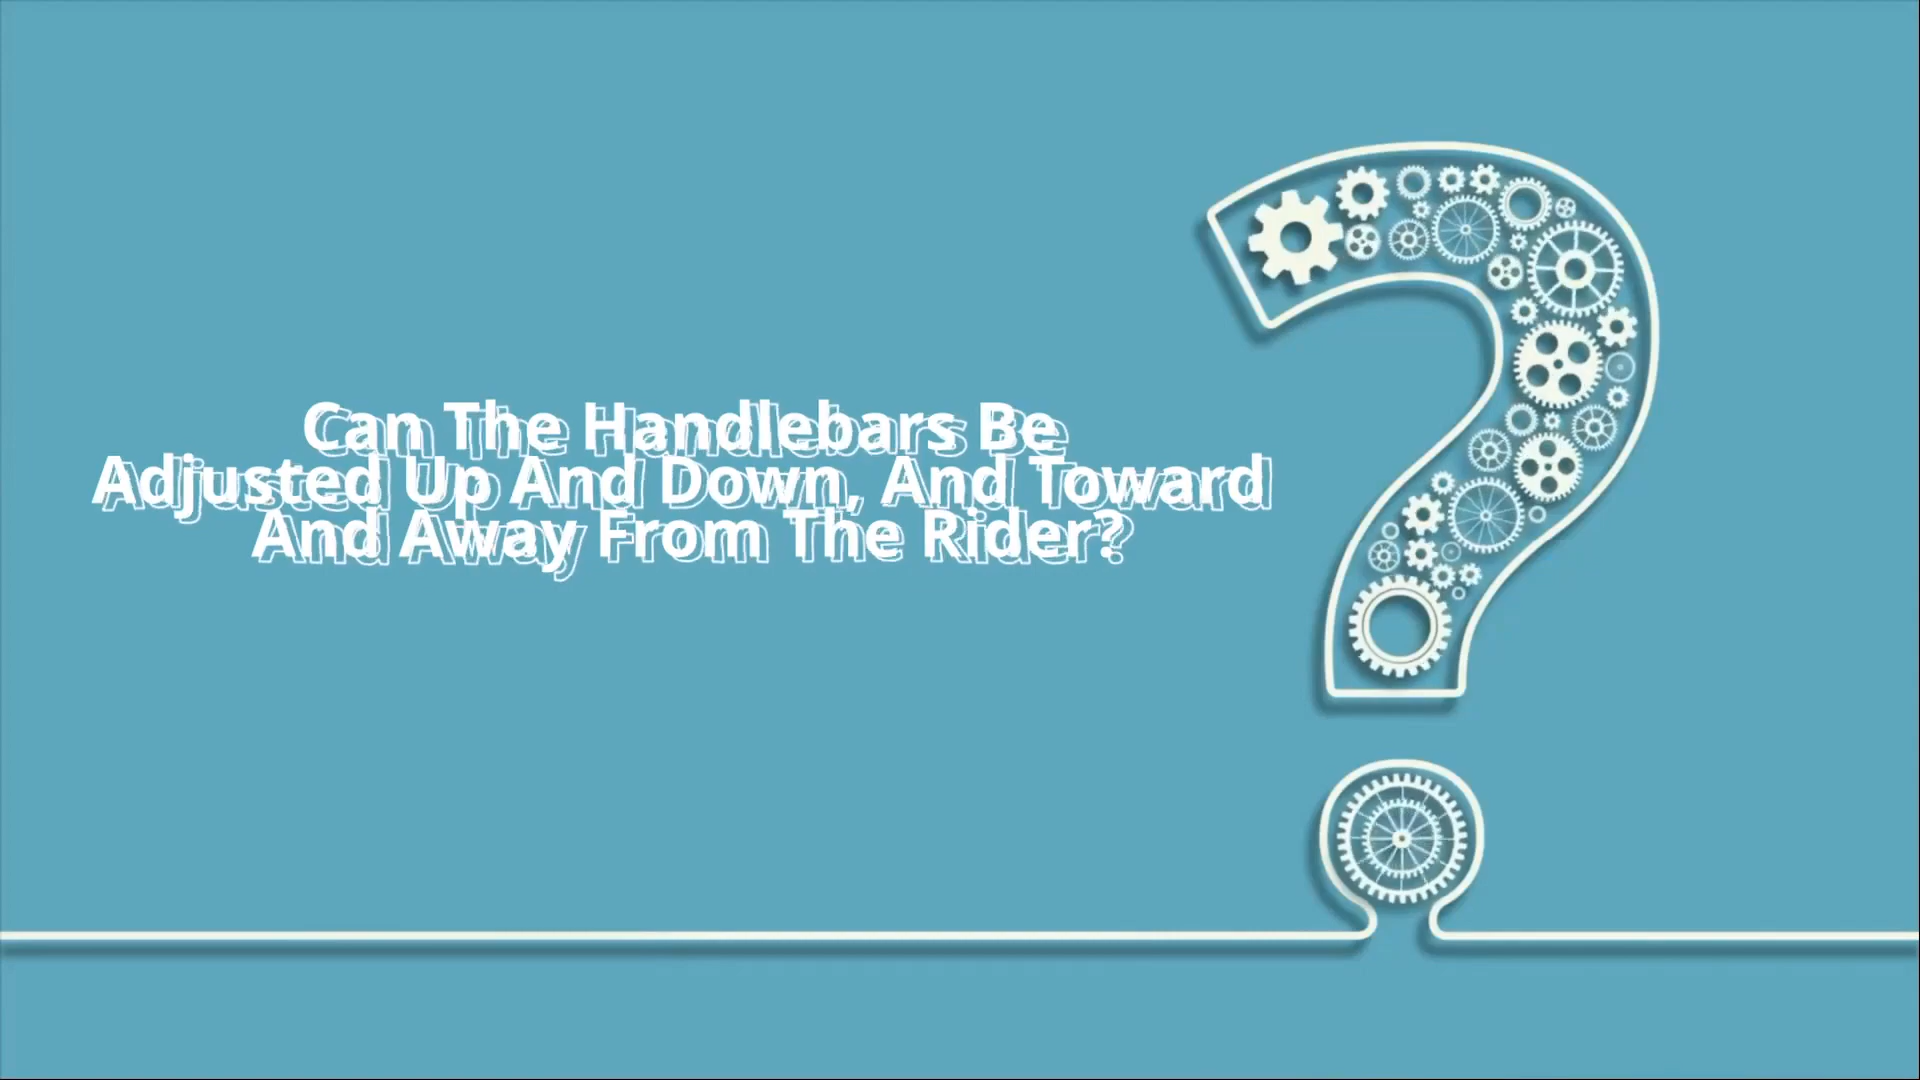 Can The Handlebars Be
Adjusted Up And Down, And Toward
And Away From The Rider?